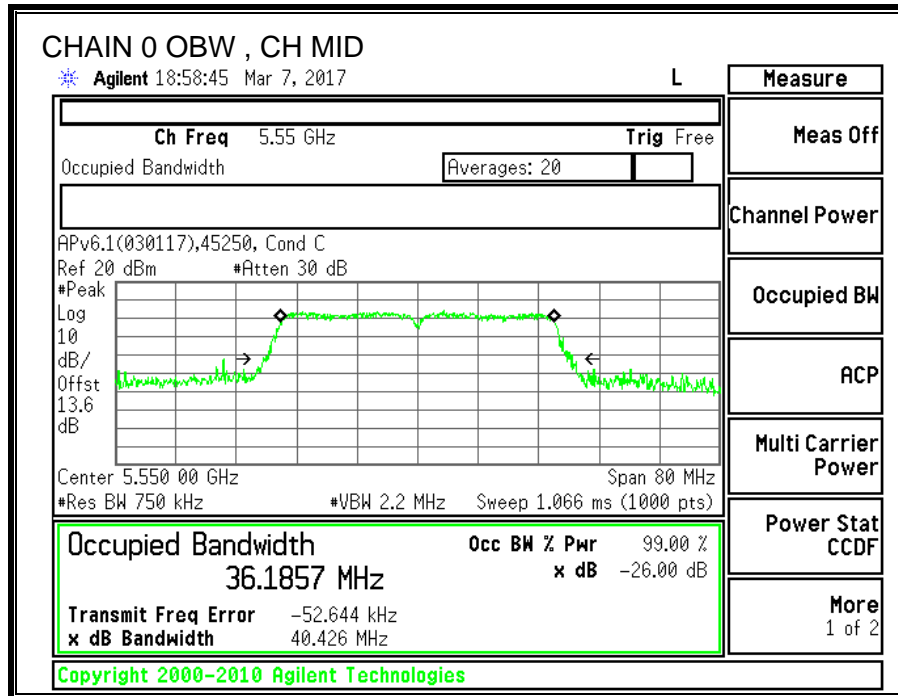 CHAIN 0 OBW , CH MID
Agilent 18:58:45 Mar 7, 2017 L Measure
Ch Freq 5.55 GHz Trig Free
Meas Off
Occupied Bandwidth Averages: 20
Channel Power
APv6.1(030117),45250, Cond C
Ref 20 dBm #Atten 30 dB
#Peak
Log
10
dB/
Offst
13.6
dB
Occupied BW
ACP
Multi Carrier
Power
Center 5.550 00 GHz Span 80 MHz
#Res BW 750 kHz #VBW 2.2 MHz Sweep 1.066 ms (1000 pts)
Power Stat
CCDF
Occupied Bandwidth Occ BW % Pwr 99.00 %
36.1857 MHz x dB -26.00 dB
Transmit Freq Error -52.644 kHz
x dB Bandwidth 40.426 MHz
More
1 of 2
Copyright 2000-2010 Agilent Technologies